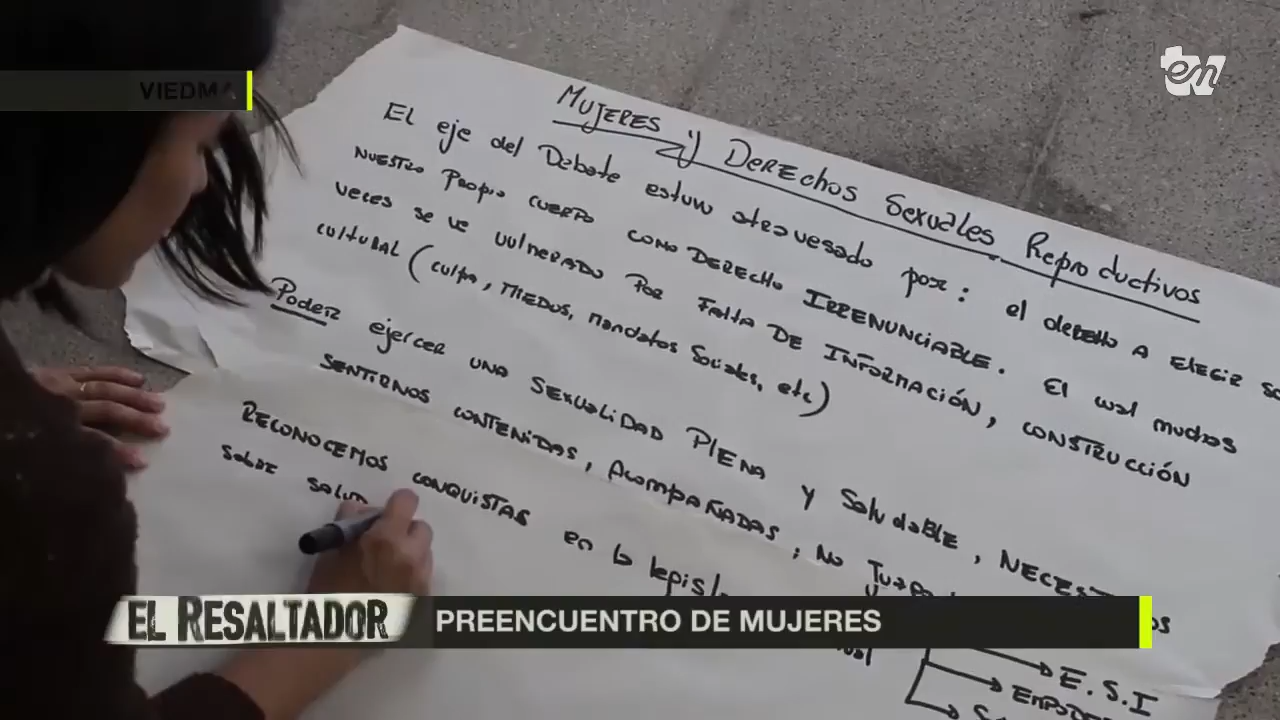 VIEDMA
en
MUJERES y DERECHOS Sexuales Reproductivos
El eje del Debate estuvo atravesado por: el derecho A ELEGIR
NUESTRO Propio CUERPO COMO DERECHO IRRENUNCIABLE. El cual muchas
veces se ve vulnerado por FALTA DE INFORMACIÓN, CONSTRUCCIÓN
CULTURAL (culpa, MIEDOS, mandatos Sociales, etc)
Poder ejercer una SEXUALIDAD PLENA y SaludABLE,
SENTIRNOS CONTENIDAS, AcompAÑADAS; No
RECONOCEMOS CONQUISTAS en la
Sobre SALUD
E.S.I
EL RESALTADOR
PREENCUENTRO DE MUJERES